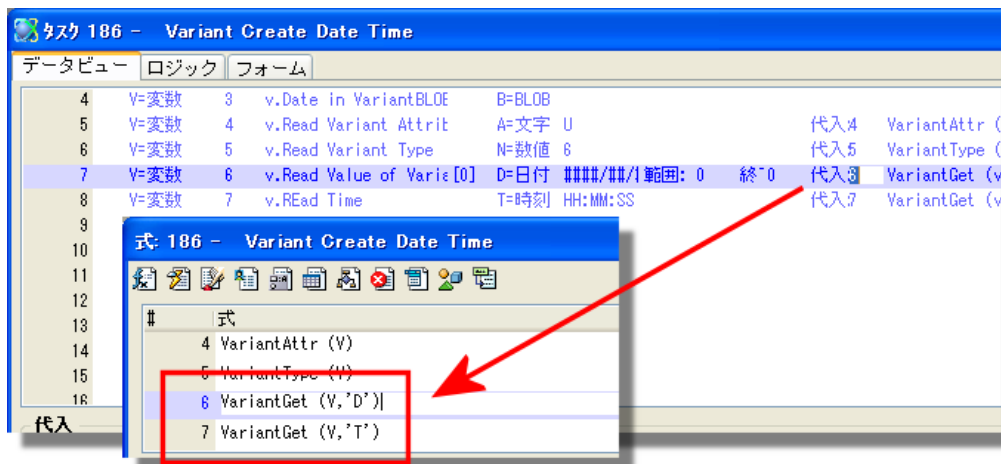 タスク 186 - Variant Create Date Time
データビュー ロジック フォーム
4 V=変数 3 v.Date in VariantBLOE B=BLOB
5 V=変数 4 v.Read Variant Attrit A=文字 U 代入:4 VariantAttr (
6 V=変数 5 v.Read Variant Type N=数値 6 代入:5 VariantType (
7 V=変数 6 v.Read Value of Varia[0] D=日付 ####/##/ 範囲: 0 代入 VariantGet (v
8 V=変数 7 v.REad Time T=時刻 HH:MM:SS 代入:7 VariantGet (v
9
10
11
12
13
14
15
16
代入
式: 186 - Variant Create Date Time
# 式
4 VariantAttr (V)
5 VariantType (V)
6 VariantGet (V,'D')
7 VariantGet (V,'T')